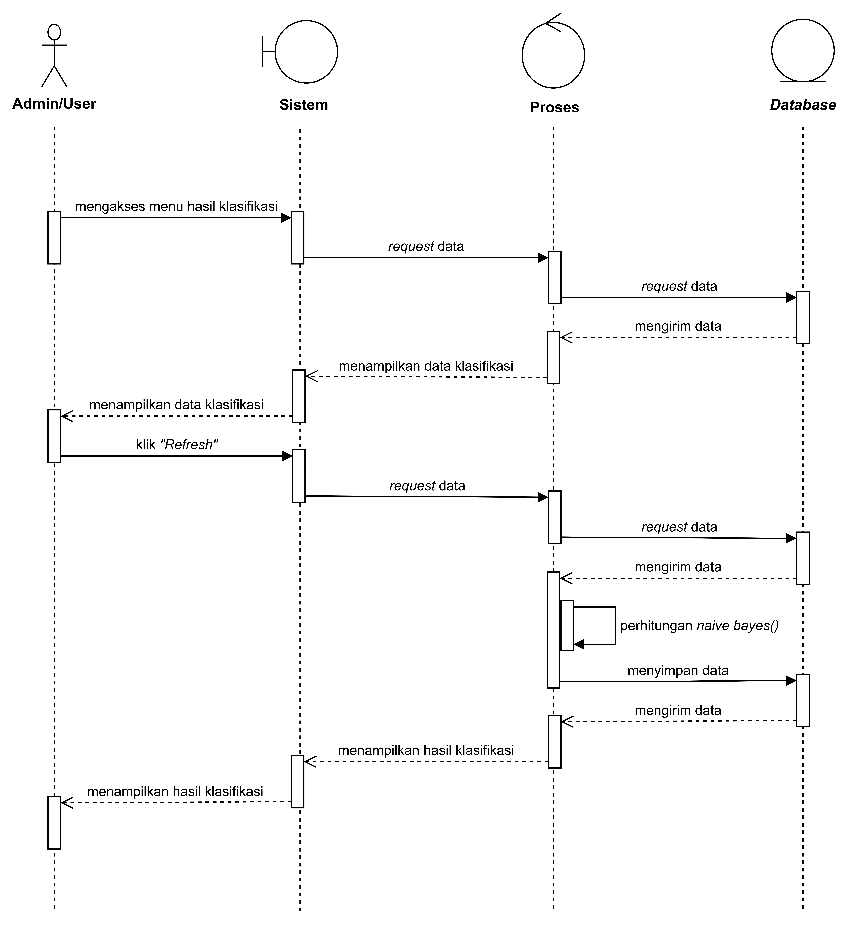 Admin/User
Sistem
Proses
Database
mengakses menu hasil klasifikasi
request data
request data
mengirim data
menampilkan data klasifikasi
menampilkan data klasifikasi
klik "Refresh"
request data
request data
mengirim data
perhitungan naive bayes()
menyimpan data
mengirim data
menampilkan hasil klasifikasi
menampilkan hasil klasifikasi